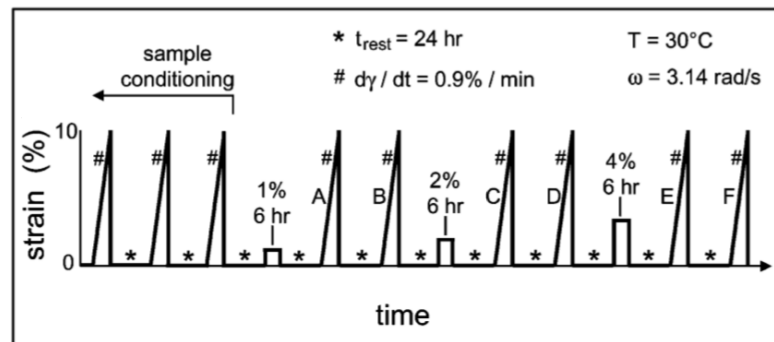 sample
conditioning
* t_rest = 24 hr
# dγ / dt = 0.9% / min
T = 30°C
ω = 3.14 rad/s
strain (%)
10
0
# # # # # # # # #
1%
6 hr
2%
6 hr
4%
6 hr
A B C D E F
* * * * * * * * * *
time